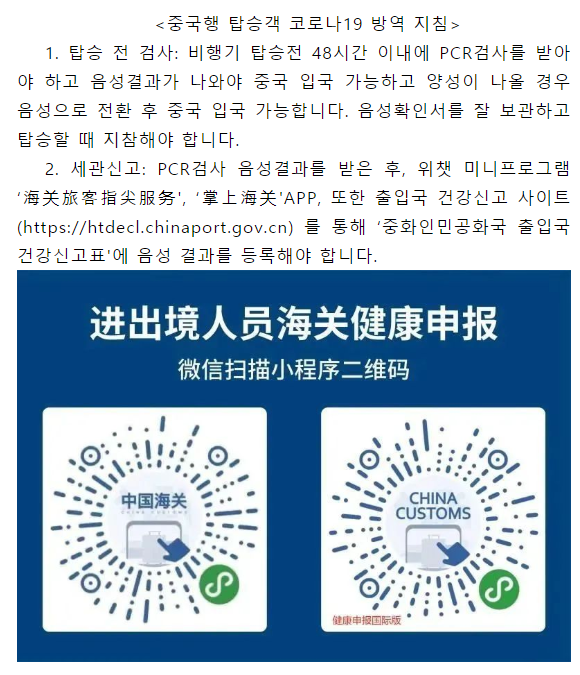 <중국행 탑승객 코로나19 방역 지침>
1. 탑승 전 검사: 비행기 탑승전 48시간 이내에 PCR검사를 받아
야 하고 음성결과가 나와야 중국 입국 가능하고 양성이 나올 경우
음성으로 전환 후 중국 입국 가능합니다. 음성확인서를 잘 보관하고
탑승할 때 지참해야 합니다.
2. 세관신고: PCR검사 음성결과를 받은 후, 위챗 미니프로그램
‘海关旅客指尖服务', ‘掌上海关'APP, 또한 출입국 건강신고 사이트
(https://htdecl.chinaport.gov.cn) 를 통해 ‘중화인민공화국 출입국
건강신고표'에 음성 결과를 등록해야 합니다.
进出境人员海关健康申报
微信扫描小程序二维码
中国海关
CHINA CUSTOMS
CHINA
CUSTOMS
健康申报国际版